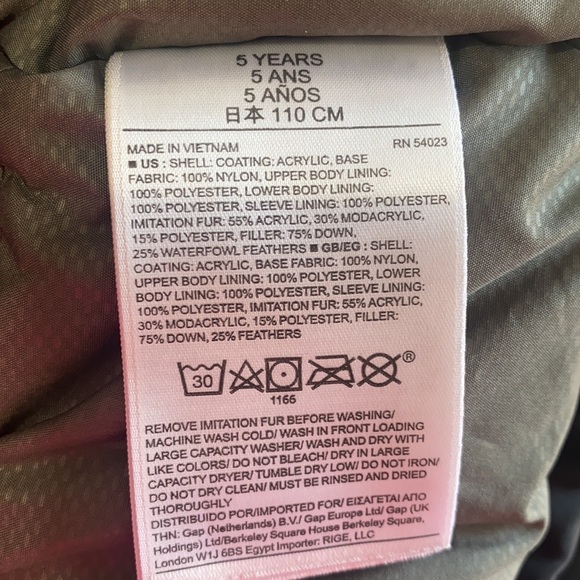 5 YEARS
5 ANS
5 AÑOS
日本 110 CM
MADE IN VIETNAM RN 54023
■ US : SHELL: COATING: ACRYLIC, BASE
FABRIC: 100% NYLON, UPPER BODY LINING:
100% POLYESTER, LOWER BODY LINING:
100% POLYESTER, SLEEVE LINING: 100% POLYESTER,
IMITATION FUR: 55% ACRYLIC, 30% MODACRYLIC,
15% POLYESTER, FILLER: 75% DOWN,
25% WATERFOWL FEATHERS ■ GB/EG : SHELL:
COATING: ACRYLIC, BASE FABRIC: 100% NYLON,
UPPER BODY LINING: 100% POLYESTER, LOWER
BODY LINING: 100% POLYESTER, SLEEVE LINING:
100% POLYESTER, IMITATION FUR: 55% ACRYLIC,
30% MODACRYLIC, 15% POLYESTER, FILLER:
75% DOWN, 25% FEATHERS
30 ®
1166
REMOVE IMITATION FUR BEFORE WASHING/
MACHINE WASH COLD/ WASH IN FRONT LOADING
LARGE CAPACITY WASHER/ WASH AND DRY WITH
LIKE COLORS/ DO NOT BLEACH/ DRY IN LARGE
CAPACITY DRYER/ TUMBLE DRY LOW/ DO NOT IRON/
DO NOT DRY CLEAN/ MUST BE RINSED AND DRIED
THOROUGHLY
DISTRIBUTED POR/IMPORTED FOR/ ΕΙΣΑΓΕΤΑΙ ΑΠΟ
ΤΗΝ: Gap (Netherlands) B.V./ Gap Europe Ltd/ Gap (UK
Holdings) Ltd/Berkeley Square House Berkeley Square,
London W1J 6BS Egypt Importer: RIGE, LLC